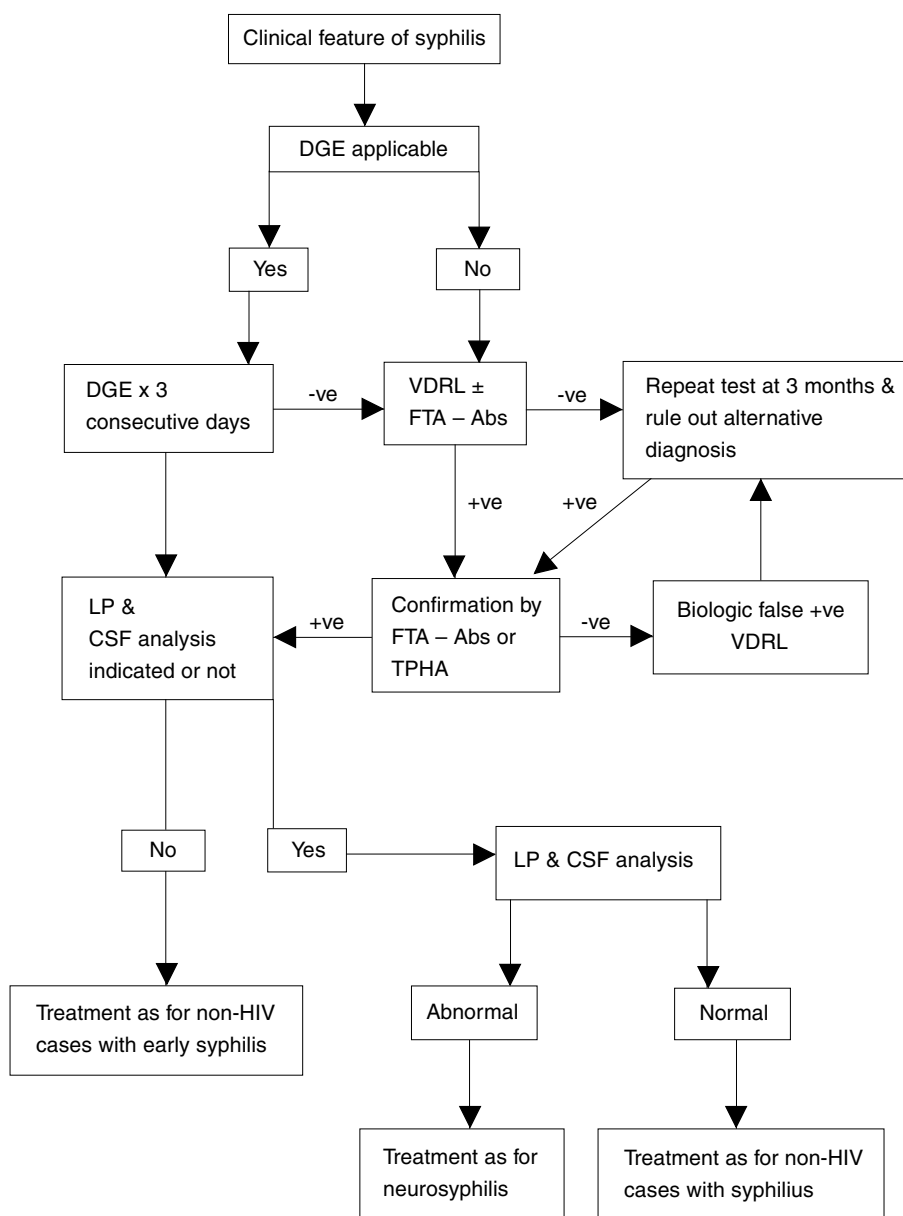 Clinical feature of syphilis
DGE applicable
Yes
No
DGE x 3
consecutive days
-ve
VDRL ±
FTA – Abs
-ve
Repeat test at 3 months &
rule out alternative
diagnosis
+ve
+ve
LP &
CSF analysis
indicated or not
+ve
Confirmation by
FTA – Abs or
TPHA
-ve
Biologic false +ve
VDRL
No
Yes
LP & CSF analysis
Treatment as for non-HIV
cases with early syphilis
Abnormal
Normal
Treatment as for
neurosyphilis
Treatment as for non-HIV
cases with syphilius